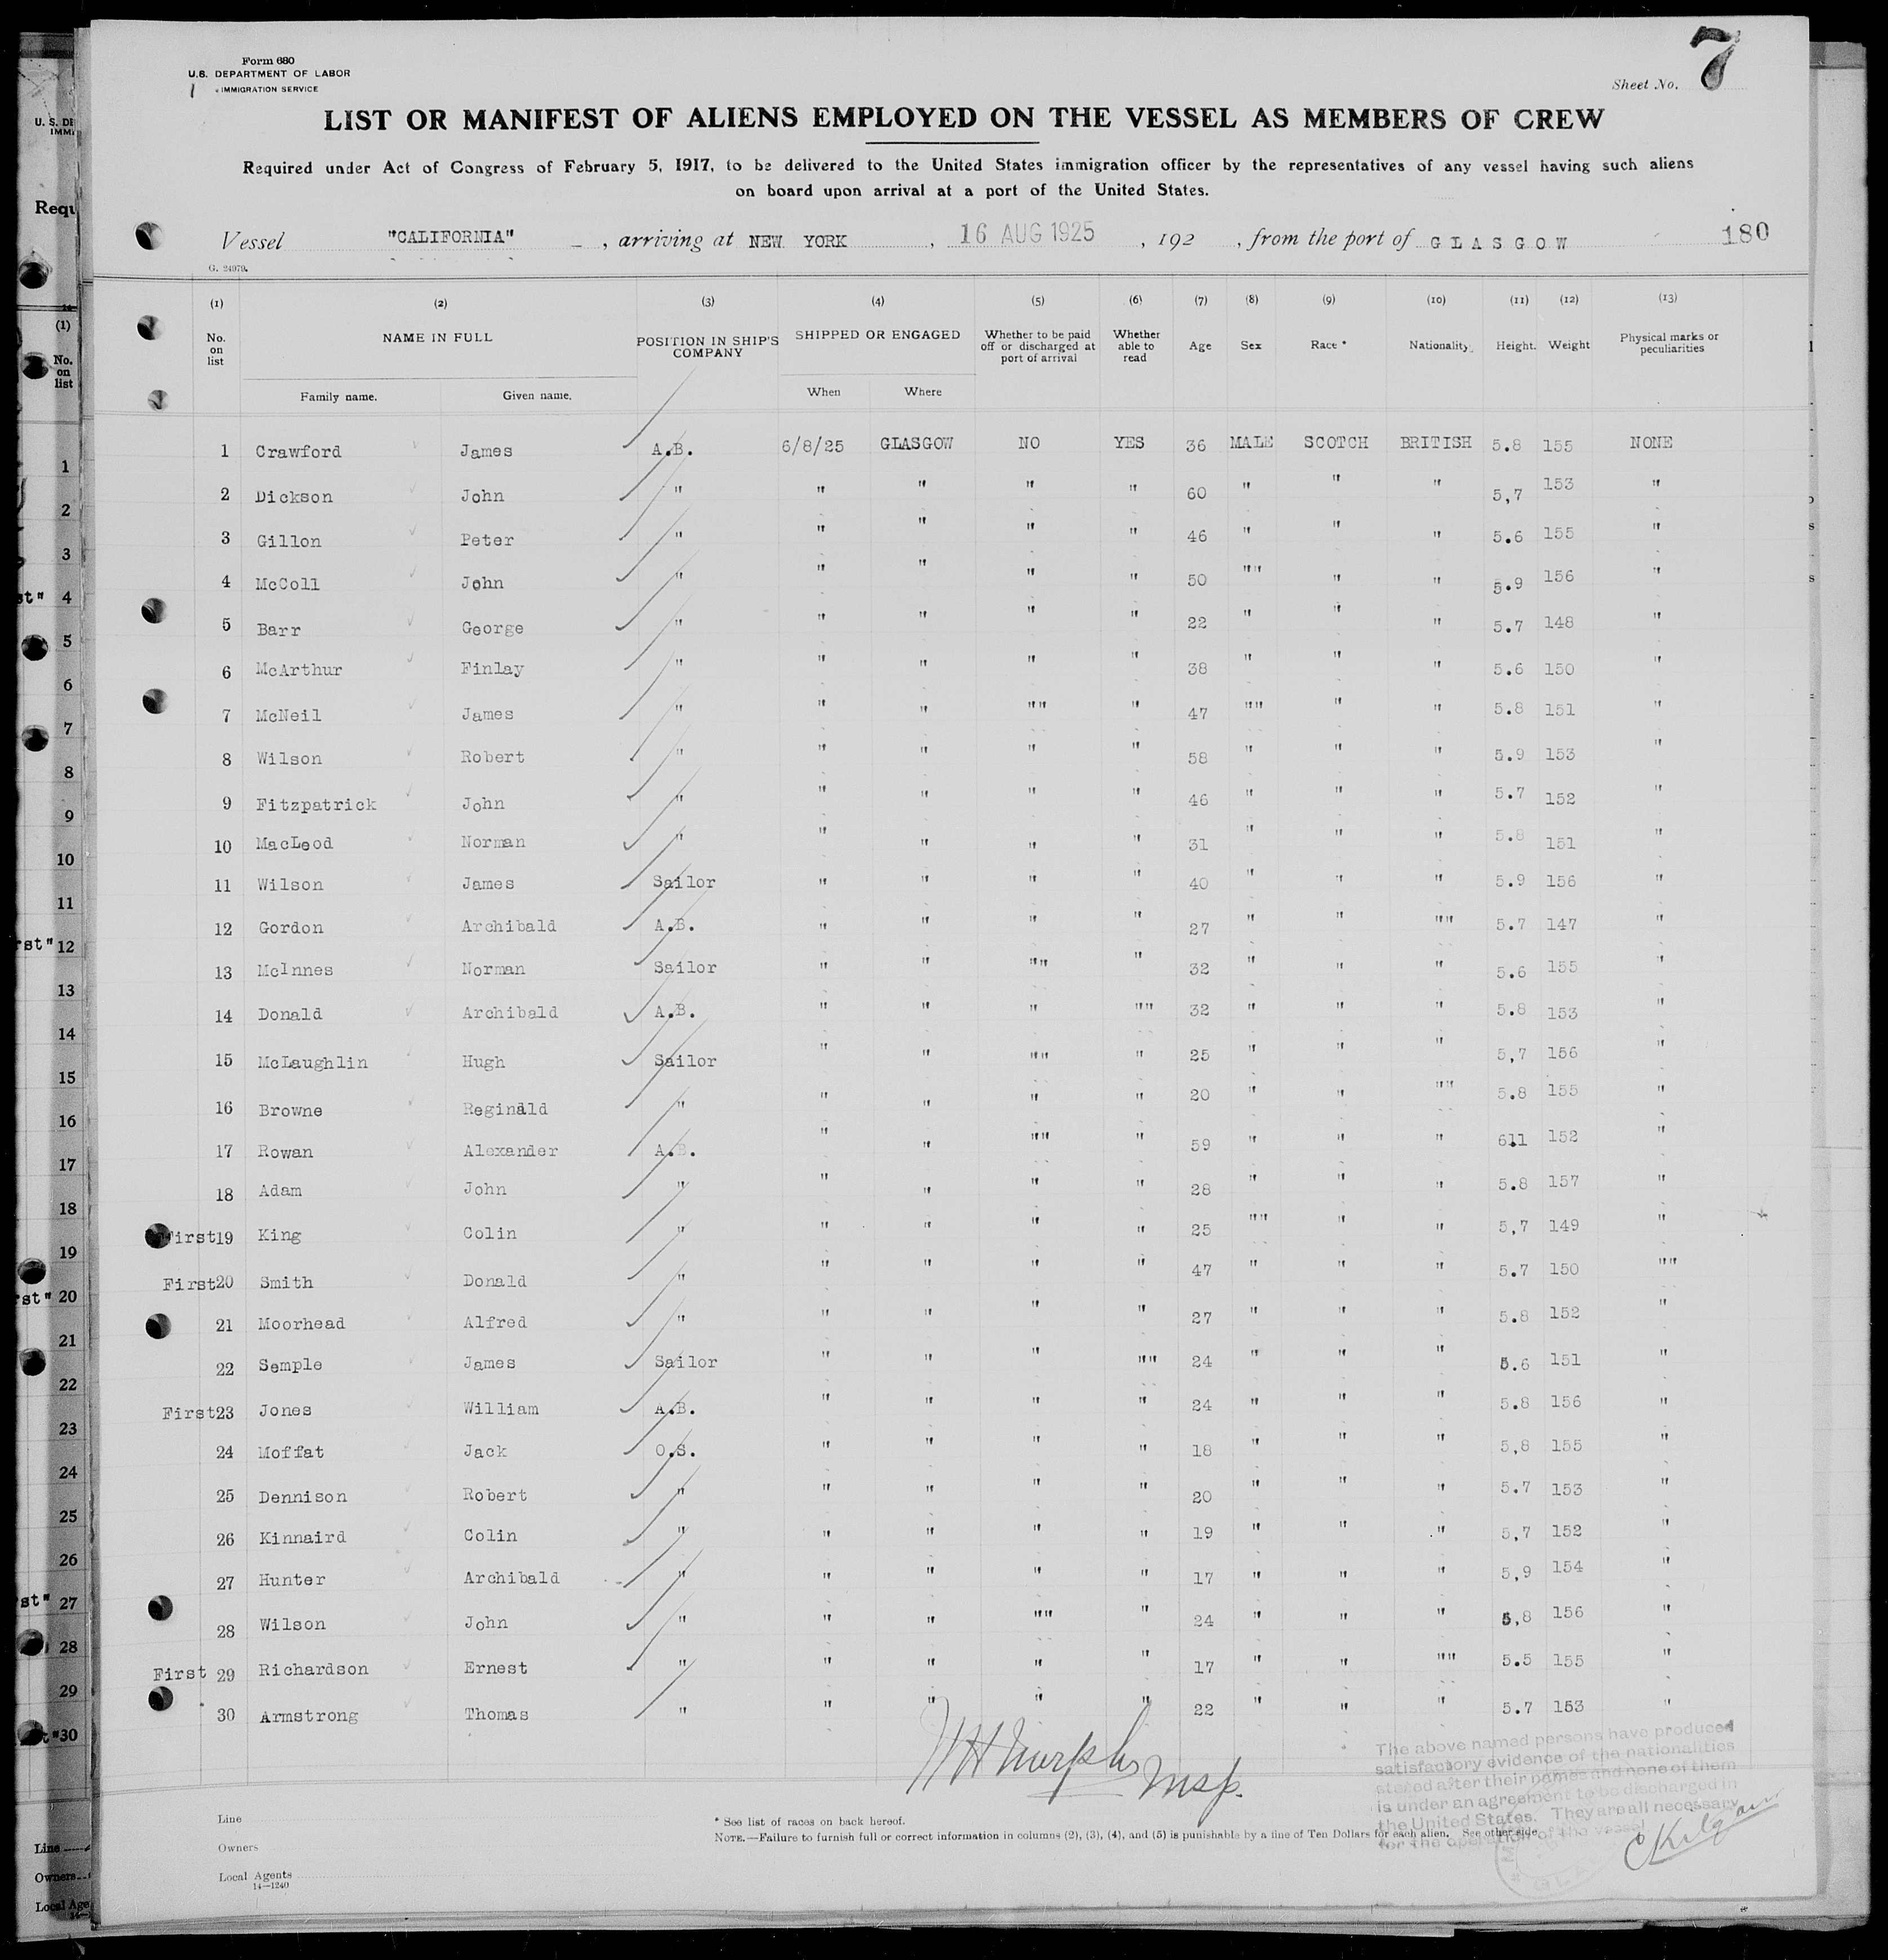 Form 680
U.S. DEPARTMENT OF LABOR
IMMIGRATION SERVICE
Sheet No. 7
LIST OR MANIFEST OF ALIENS EMPLOYED ON THE VESSEL AS MEMBERS OF CREW
Required under Act of Congress of February 5, 1917, to be delivered to the United States immigration officer by the representatives of any vessel having such aliens
on board upon arrival at a port of the United States.
Vessel "CALIFORNIA" , arriving at NEW YORK , 16 AUG 1925 , 192 , from the port of GLASGOW 180
G. 24979.
(1) (2) (3) (4) (5) (6) (7) (8) (9) (10) (11) (12) (13)
No. on list NAME IN FULL POSITION IN SHIP'S COMPANY SHIPPED OR ENGAGED Whether to be paid off or discharged at port of arrival Whether able to read Age Sex Race * Nationality Height. Weight Physical marks or peculiarities
Family name. Given name. When Where
1 Crawford James A.B. 6/8/25 GLASGOW NO YES 36 MALE SCOTCH BRITISH 5.8 155 NONE
2 Dickson John " " " " " 60 " " " 5,7 153 "
3 Gillon Peter " " " " " 46 " " " 5.6 155 "
4 McColl John " " " " " 50 "" " " 5.9 156 "
5 Barr George " " " " " 22 " " " 5.7 148 "
6 McArthur Finlay " " " " " 38 " " " 5.6 150 "
7 McNeil James " " " "" " 47 "" " " 5.8 151 "
8 Wilson Robert " " " " " 58 " " " 5.9 153 "
9 Fitzpatrick John " " " " " 46 " " " 5.7 152 "
10 MacLeod Norman " " " " " 31 " " " 5.8 151 "
11 Wilson James Sailor " " " " 40 " " " 5.9 156 "
12 Gordon Archibald A.B. " " " " 27 " " "" 5.7 147 "
13 McInnes Norman Sailor " " "" " 32 " " " 5.6 155 "
14 Donald Archibald A.B. " " " "" 32 " " " 5.8 153 "
15 McLaughlin Hugh Sailor " " "" " 25 " " " 5,7 156 "
16 Browne Reginald " " " " " 20 " " "" 5.8 155 "
17 Rowan Alexander A.B. " " "" " 59 " " " 611 152 "
18 Adam John " " " " " 28 " " " 5.8 157 "
First 19 King Colin " " " " " 25 "" " " 5,7 149 "
First 20 Smith Donald " " " " " 47 " " " 5.7 150 ""
21 Moorhead Alfred " " " " " 27 " " " 5.8 152 "
22 Semple James Sailor " " " "" 24 " " " 5.6 151 "
First 23 Jones William A.B. " " " " 24 " " " 5.8 156 "
24 Moffat Jack O.S. " " " " 18 " " " 5,8 155 "
25 Dennison Robert " " " " " 20 " " " 5.7 153 "
26 Kinnaird Colin " " " " " 19 " " " 5,7 152 "
27 Hunter Archibald " " " " " 17 " " " 5,9 154 "
28 Wilson John " " " "" " 24 " " " 5,8 156 "
First 29 Richardson Ernest " " " " " 17 " " "" 5.5 155 "
30 Armstrong Thomas " " " " " 22 " " " 5.7 153 "
The above named persons have produced
satisfactory evidence of the nationalities
stated after their names and none of them
is under an agreement to be discharged in
the United States. They are all necessary
for the operation of the vessel
Line
Owners
Local Agents
14—1240
* See list of races on back hereof.
NOTE.—Failure to furnish full or correct information in columns (2), (3), (4), and (5) is punishable by a fine of Ten Dollars for each alien. See other side.